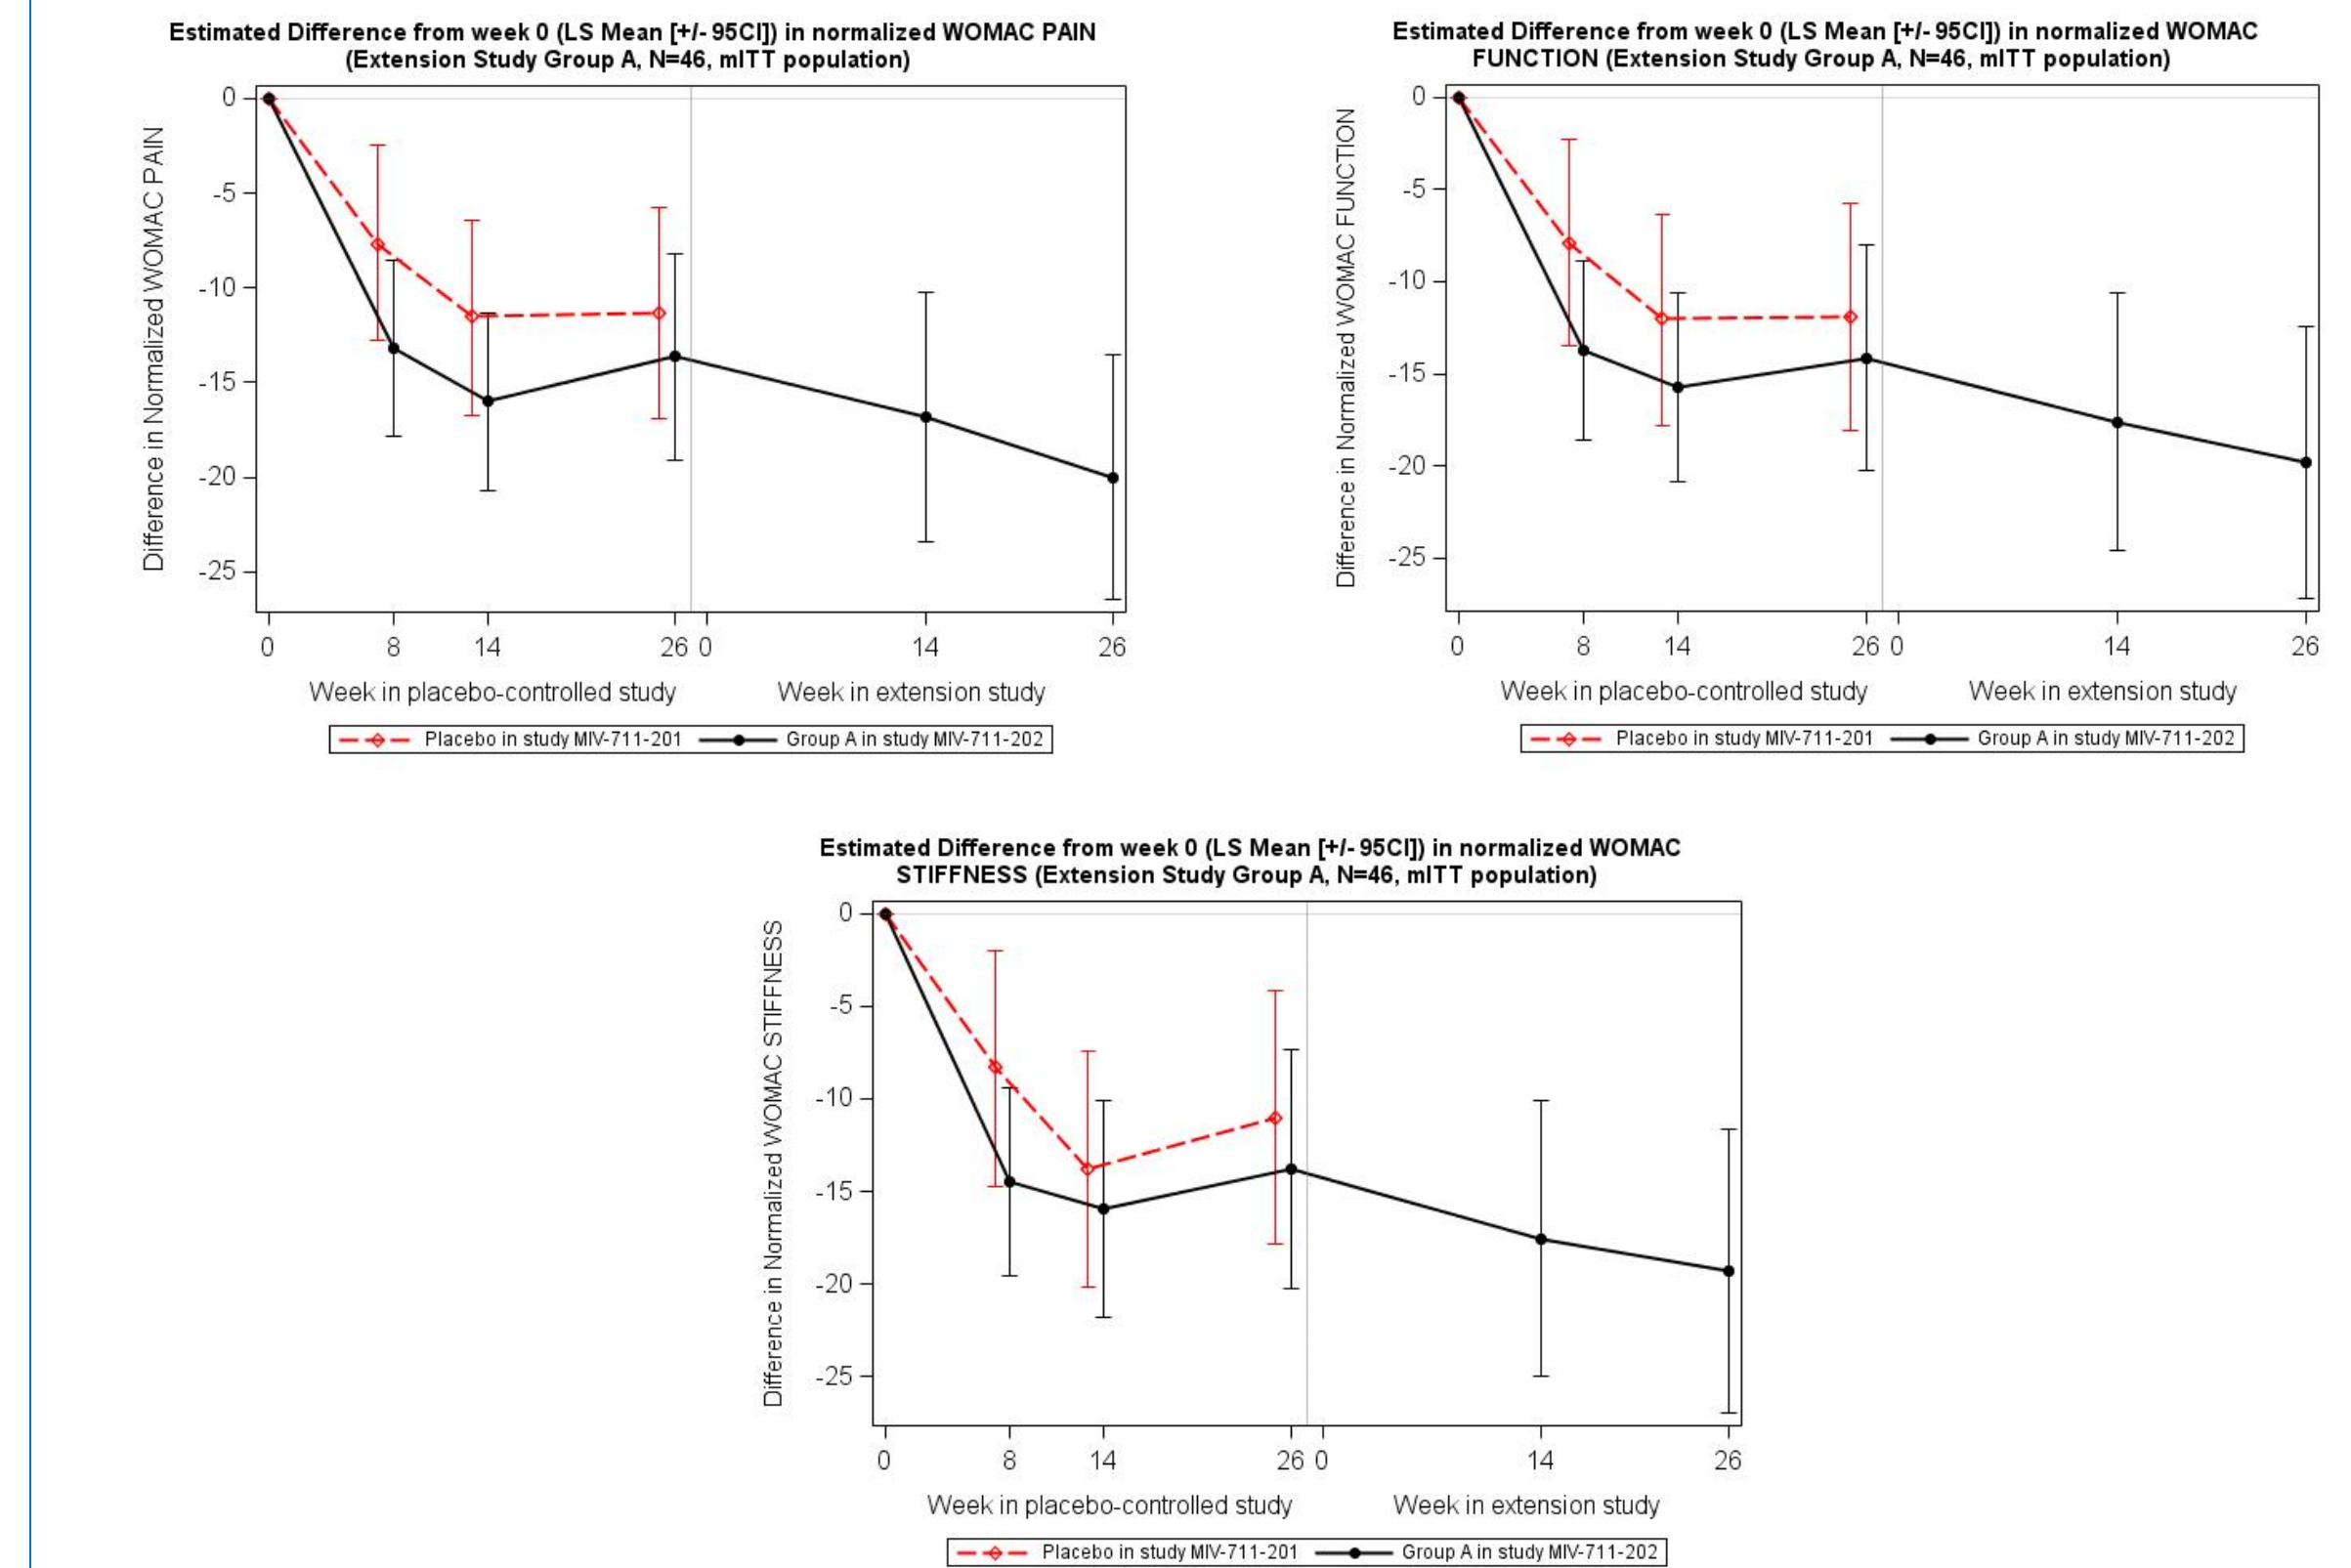 Estimated Difference from week 0 (LS Mean [+/- 95CI]) in normalized WOMAC PAIN
(Extension Study Group A, N=46, mITT population)
Difference in Normalized WOMAC PAIN
0
-5
-10
-15
-20
-25
0 8 14 26 0 14 26
Week in placebo-controlled study Week in extension study
Placebo in study MIV-711-201 Group A in study MIV-711-202
Estimated Difference from week 0 (LS Mean [+/- 95CI]) in normalized WOMAC
FUNCTION (Extension Study Group A, N=46, mITT population)
Difference in Normalized WOMAC FUNCTION
0
-5
-10
-15
-20
-25
0 8 14 26 0 14 26
Week in placebo-controlled study Week in extension study
Placebo in study MIV-711-201 Group A in study MIV-711-202
Estimated Difference from week 0 (LS Mean [+/- 95CI]) in normalized WOMAC
STIFFNESS (Extension Study Group A, N=46, mITT population)
Difference in Normalized WOMAC STIFFNESS
0
-5
-10
-15
-20
-25
0 8 14 26 0 14 26
Week in placebo-controlled study Week in extension study
Placebo in study MIV-711-201 Group A in study MIV-711-202